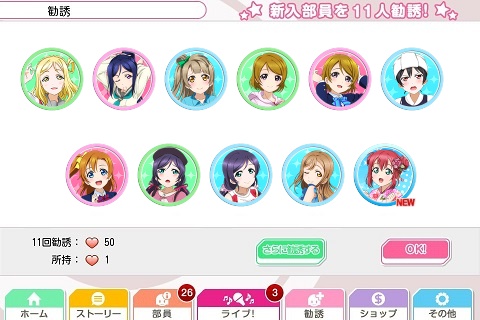 勧誘
新入部員を11人勧誘!
NEW
11回勧誘: 50
所持: 1
さらに勧誘する
OK!
26
3
ホーム
ストーリー
部員
ライブ!
勧誘
ショップ
その他